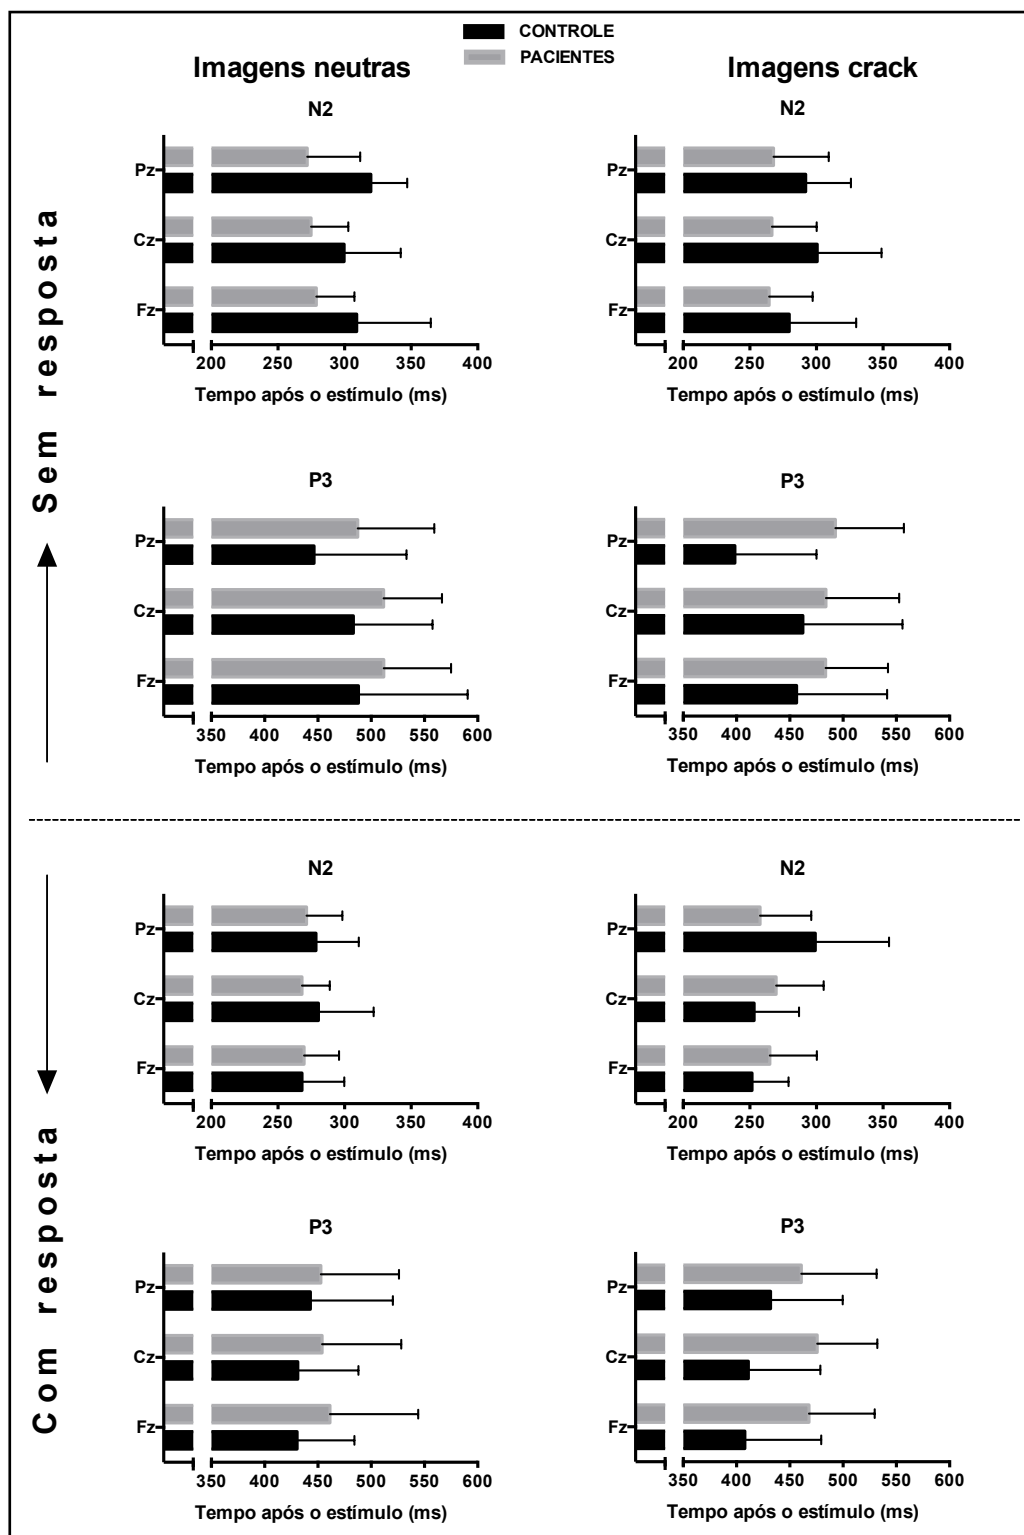 CONTROLE
PACIENTES
Imagens neutras
Imagens crack
Sem resposta
N2
Pz
Cz
Fz
200 250 300 350 400
Tempo após o estímulo (ms)
N2
Pz
Cz
Fz
200 250 300 350 400
Tempo após o estímulo (ms)
P3
Pz
Cz
Fz
350 400 450 500 550 600
Tempo após o estímulo (ms)
P3
Pz
Cz
Fz
350 400 450 500 550 600
Tempo após o estímulo (ms)
Com resposta
N2
Pz
Cz
Fz
200 250 300 350 400
Tempo após o estímulo (ms)
N2
Pz
Cz
Fz
200 250 300 350 400
Tempo após o estímulo (ms)
P3
Pz
Cz
Fz
350 400 450 500 550 600
Tempo após o estímulo (ms)
P3
Pz
Cz
Fz
350 400 450 500 550 600
Tempo após o estímulo (ms)